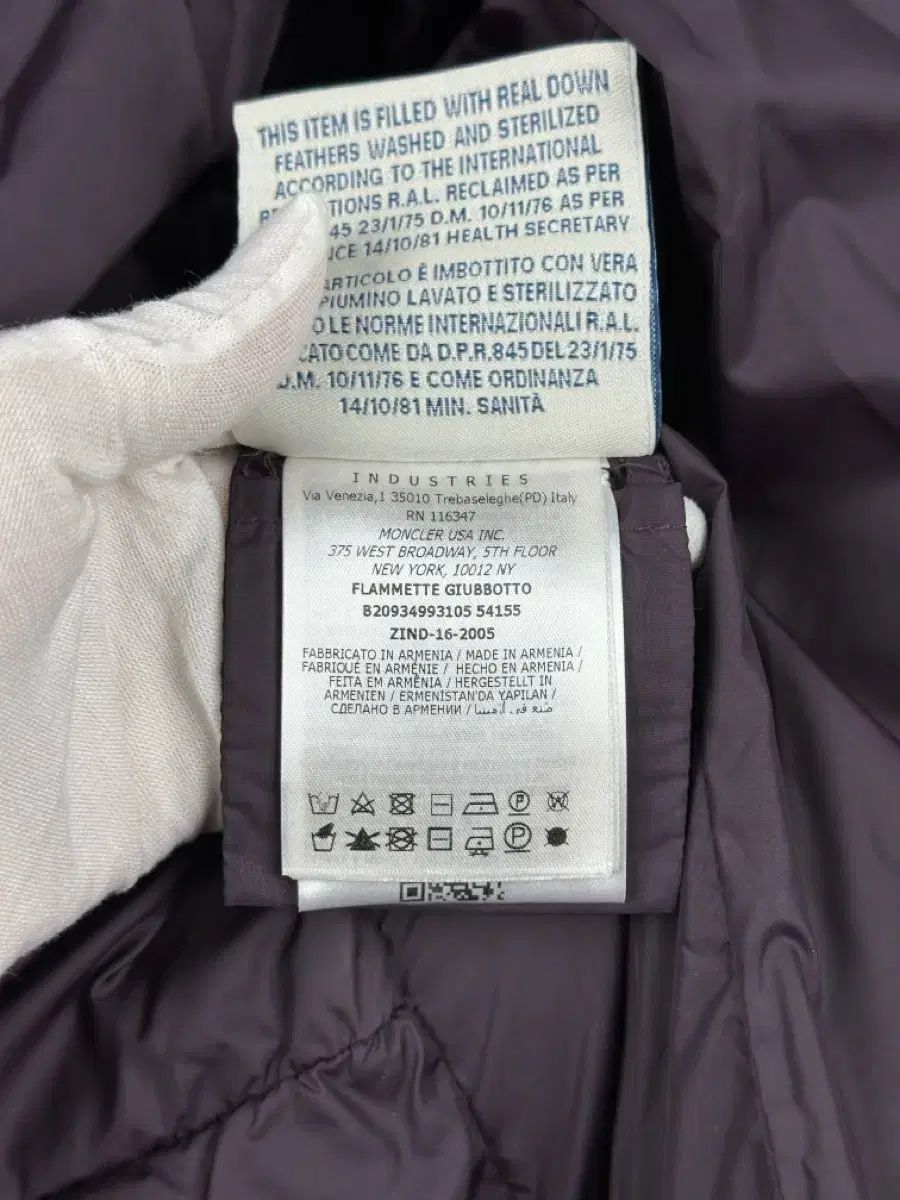 THIS ITEM IS FILLED WITH REAL DOWN
FEATHERS WASHED AND STERILIZED
ACCORDING TO THE INTERNATIONAL
R.A.L. RECLAIMED AS PER
45 23/1/75 D.M. 10/11/76 AS PER
14/10/81 HEALTH SECRETARY
ARTICOLO È IMBOTTITO CON VERA
PIUMINO LAVATO E STERILIZZATO
LE NORME INTERNAZIONALI R.A.L.
COME DA D.P.R.845 DEL 23/1/75
D.M. 10/11/76 E COME ORDINANZA
14/10/81 MIN. SANITÀ
INDUSTRIES
Via Venezia,1 35010 Trebaseleghe(PD) Italy
RN 116347
MONCLER USA INC.
375 WEST BROADWAY, 5TH FLOOR
NEW YORK, 10012 NY
FLAMMETTE GIUBBOTTO
B20934993105 54155
ZIND-16-2005
FABBRICATO IN ARMENIA / MADE IN ARMENIA /
FABRIQUÉ EN ARMÉNIE / HECHO EN ARMENIA /
FEITA EM ARMÊNIA / HERGESTELLT IN
ARMENIEN / ERMENİSTAN'DA YAPILAN /
СДЕЛАНО В АРМЕНИИ / صنع في أرمينيا
P W
P